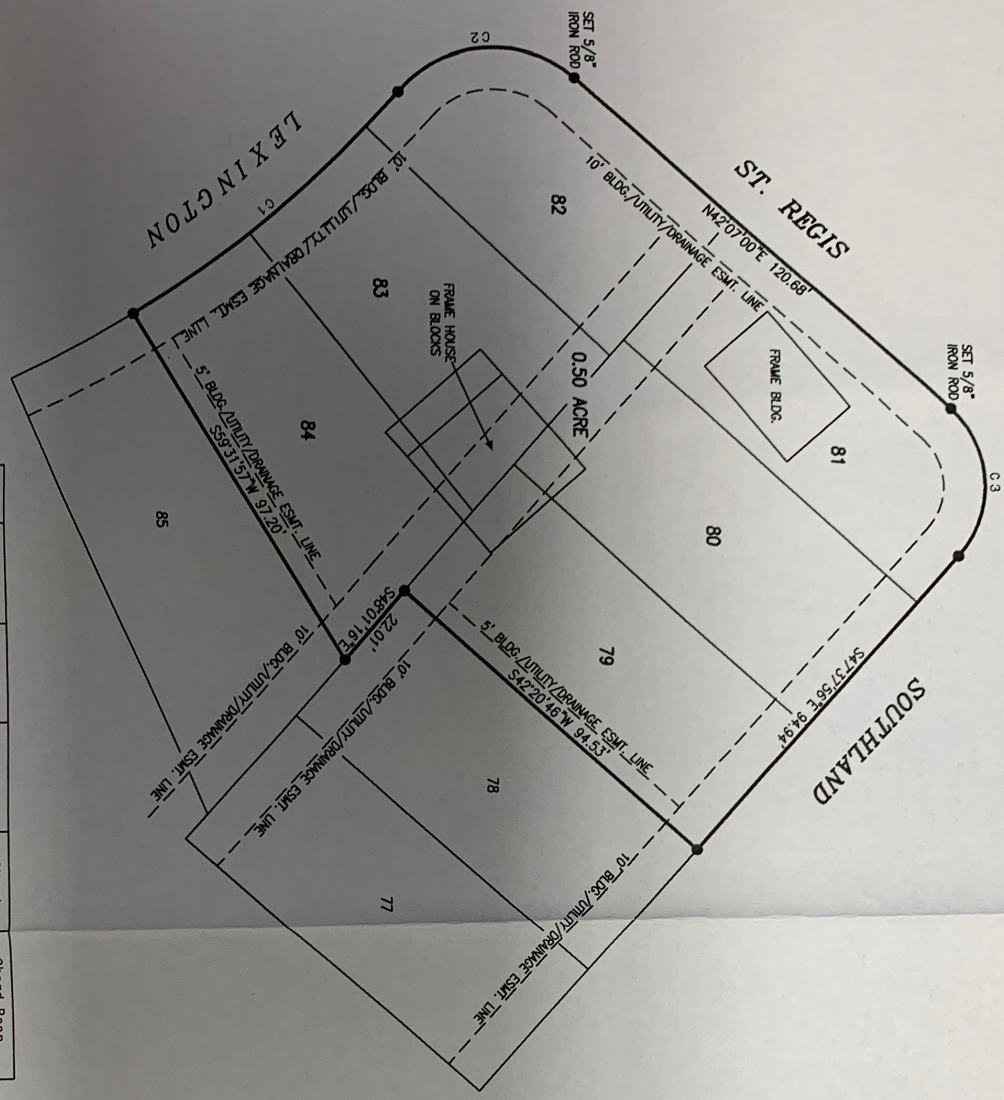 SET 5/8"
IRON ROD
C2
LEXINGTON
C1
ST. REGIS
N42°07'00"E 120.68'
10' BLDG./UTILITY/DRAINAGE ESMT. LINE
82
10' BLDG./UTILITY/DRAINAGE ESMT. LINE
83
FRAME HOUSE
ON BLOCKS
0.50 ACRE
FRAME BLDG.
SET 5/8"
IRON ROD
C3
81
80
84
5' BLDG./UTILITY/DRAINAGE ESMT. LINE
S59°31'57"W 97.20'
85
S48°01'16"E
22.01'
79
5' BLDG./UTILITY/DRAINAGE ESMT. LINE
S42°20'46"W 94.53'
S47°37'56"E 94.94'
SOUTHLAND
10' BLDG./UTILITY/DRAINAGE ESMT. LINE
10' BLDG./UTILITY/DRAINAGE ESMT. LINE
78
77
10' BLDG./UTILITY/DRAINAGE ESMT. LINE